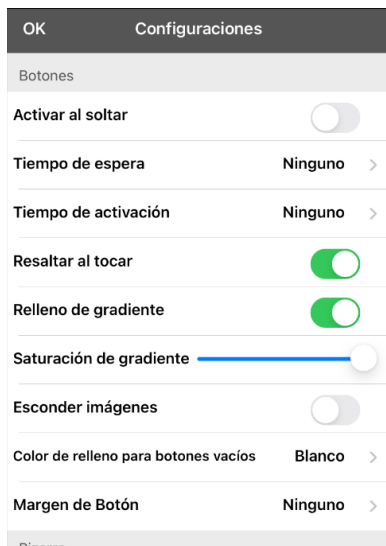 OK Configuraciones
Botones
Activar al soltar
Tiempo de espera Ninguno
Tiempo de activación Ninguno
Resaltar al tocar
Relleno de gradiente
Saturación de gradiente
Esconder imágenes
Color de relleno para botones vacíos Blanco
Margen de Botón Ninguno